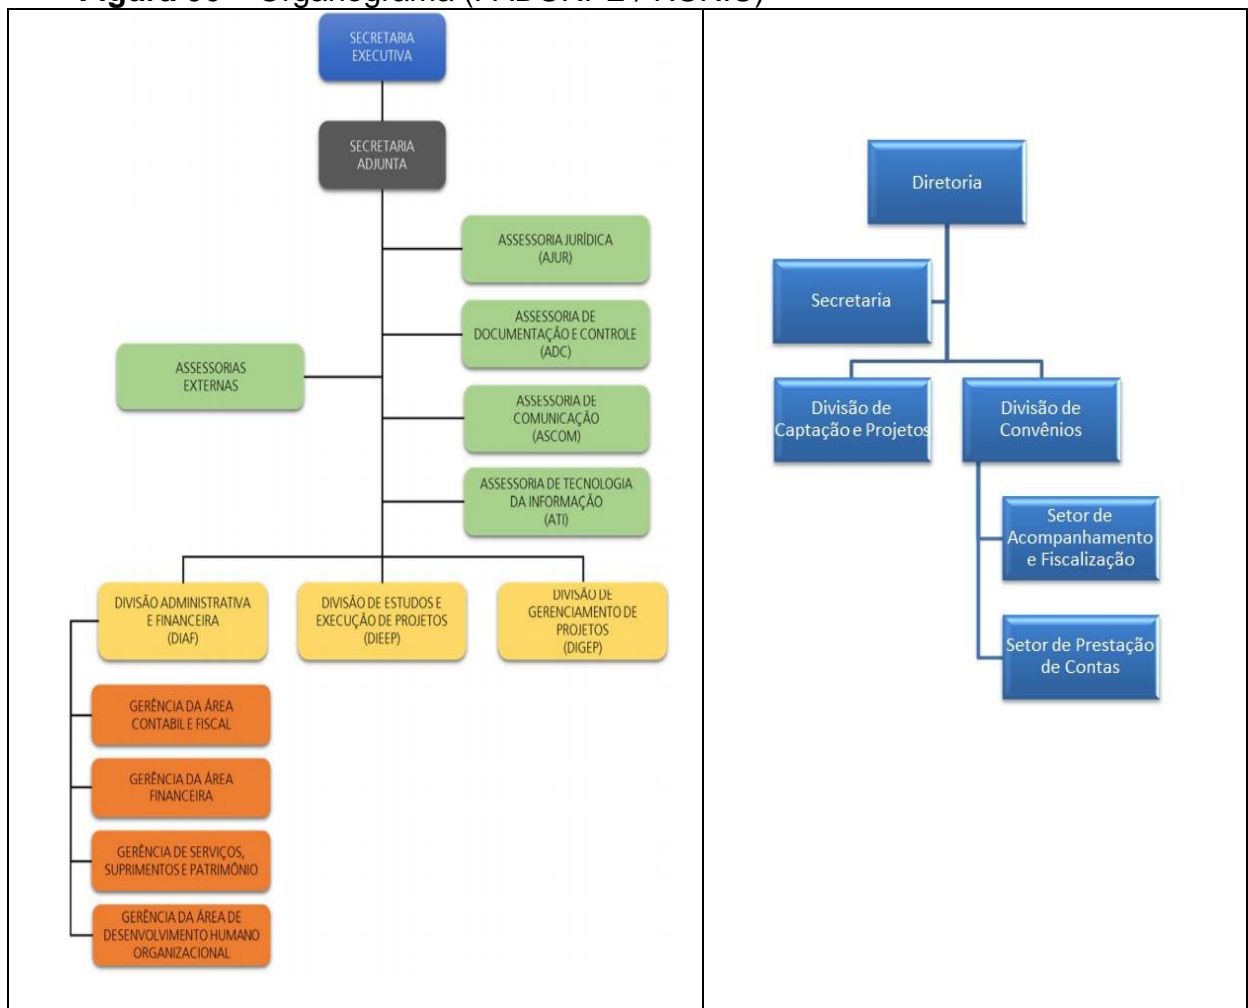 SECRETARIA
EXECUTIVA
SECRETARIA
ADJUNTA
ASSESSORIA JURÍDICA
(AJUR)
ASSESSORIA DE
DOCUMENTAÇÃO E CONTROLE
(ADC)
ASSESSORIAS
EXTERNAS
ASSESSORIA DE
COMUNICAÇÃO
(ASCOM)
ASSESSORIA DE TECNOLOGIA
DA INFORMAÇÃO
(ATI)
DIVISÃO ADMINISTRATIVA
E FINANCEIRA
(DIAF)
DIVISÃO DE ESTUDOS E
EXECUÇÃO DE PROJETOS
(DIEEP)
DIVISÃO DE
GERENCIAMENTO DE
PROJETOS
(DIGEP)
GERÊNCIA DA ÁREA
CONTABIL E FISCAL
GERÊNCIA DA ÁREA
FINANCEIRA
GERÊNCIA DE SERVIÇOS,
SUPRIMENTOS E PATRIMÔNIO
GERÊNCIA DA ÁREA DE
DESENVOLVIMENTO HUMANO
ORGANIZACIONAL
Diretoria
Secretaria
Divisão de
Captação e Projetos
Divisão de
Convênios
Setor de
Acompanhamento
e Fiscalização
Setor de Prestação
de Contas